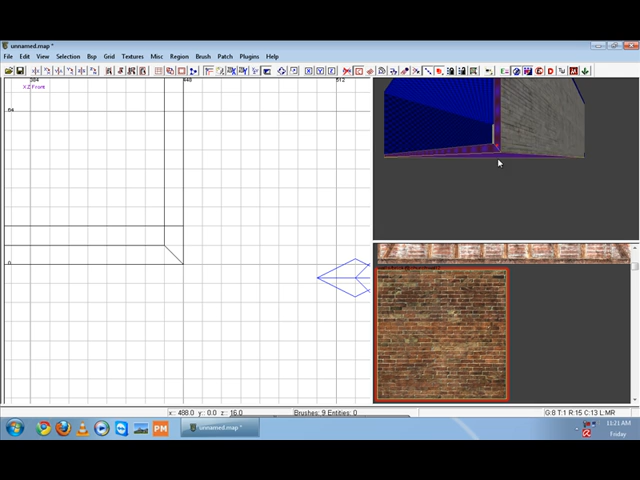 unnamed.map *
File Edit View Selection Bsp Grid Textures Misc Region Brush Patch Plugins Help
384 448 512
XZ Front
64
0
x:: 488.0 y:: 0.0 z:: 16.0 Brushes: 9 Entities: 0 G:8 T:1 R:15 C:13 L:MR
PM
unnamed.map *
11:21 AM
Friday